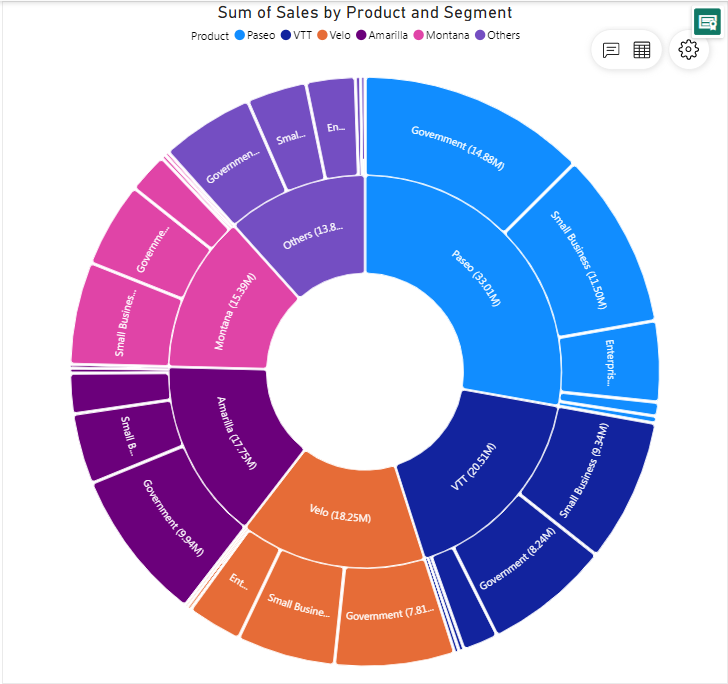 Sum of Sales by Product and Segment
Product Paseo VTT Velo Amarilla Montana Others
Government (14.88M)
Small Business (11.50M)
Enterpris...
Paseo (33.01M)
Small Business (9.34M)
Government (8.24M)
VTT (20.51M)
Government (7.81...
Small Busine...
Ent...
Velo (18.25M)
Government (9.94M)
Small B...
Amarilla (17.75M)
Small Busines...
Governme...
Montana (15.39M)
Governmen...
Smal...
En...
Others (13.8...